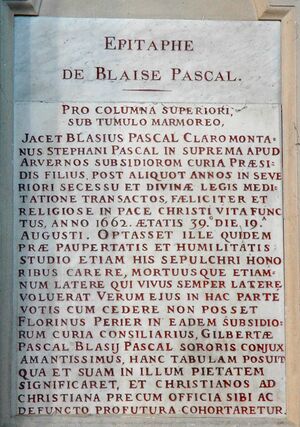 EPITAPHE
DE BLAISE PASCAL.
PRO COLUMNA SUPERIORI,
SUB TUMULO MARMOREO,
JACET BLASIUS PASCAL CLAROMONTA-
NUS STEPHANI PASCAL IN SUPREMA APUD
ARVERNOS SUBSIDIORUM CURIA PRÆSI-
DIS FILIUS, POST ALIQUOT ANNOS IN SEVE-
RIORI SECESSU ET DIVINÆ LEGIS MEDI-
TATIONE TRANSACTOS, FÆLICITER ET
RELIGIOSE IN PACE CHRISTI VITA FUNC-
TUS, ANNO 1662. ÆTATIS 39.º DIE. 19.ª
AUGUSTI. OPTASSET ILLE QUIDEM
PRÆ PAUPERTATIS ET HUMILITATIS
STUDIO ETIAM HIS SEPULCHRI HONO-
RIBUS CARERE, MORTUUSQUE ETIAM-
NUM LATERE QUI VIVUS SEMPER LATERE
VOLUERAT VERUM EJUS IN HAC PARTE
VOTIS CUM CEDERE NON POSSET
FLORINUS PERIER IN EADEM SUBSIDIO-
RUM CURIA CONSILIARIUS, GILBERTÆ
PASCAL, BLASIJ PASCAL SORORIS CONJUX
AMANTISSIMUS, HANC TABULAM POSUIT
QUA ET SUAM IN ILLUM PIETATEM
SIGNIFICARET, ET CHRISTIANOS AD
CHRISTIANA PRECUM OFFICIA SIBI AC
DEFUNCTO PROFUTURA COHORTARETUR.